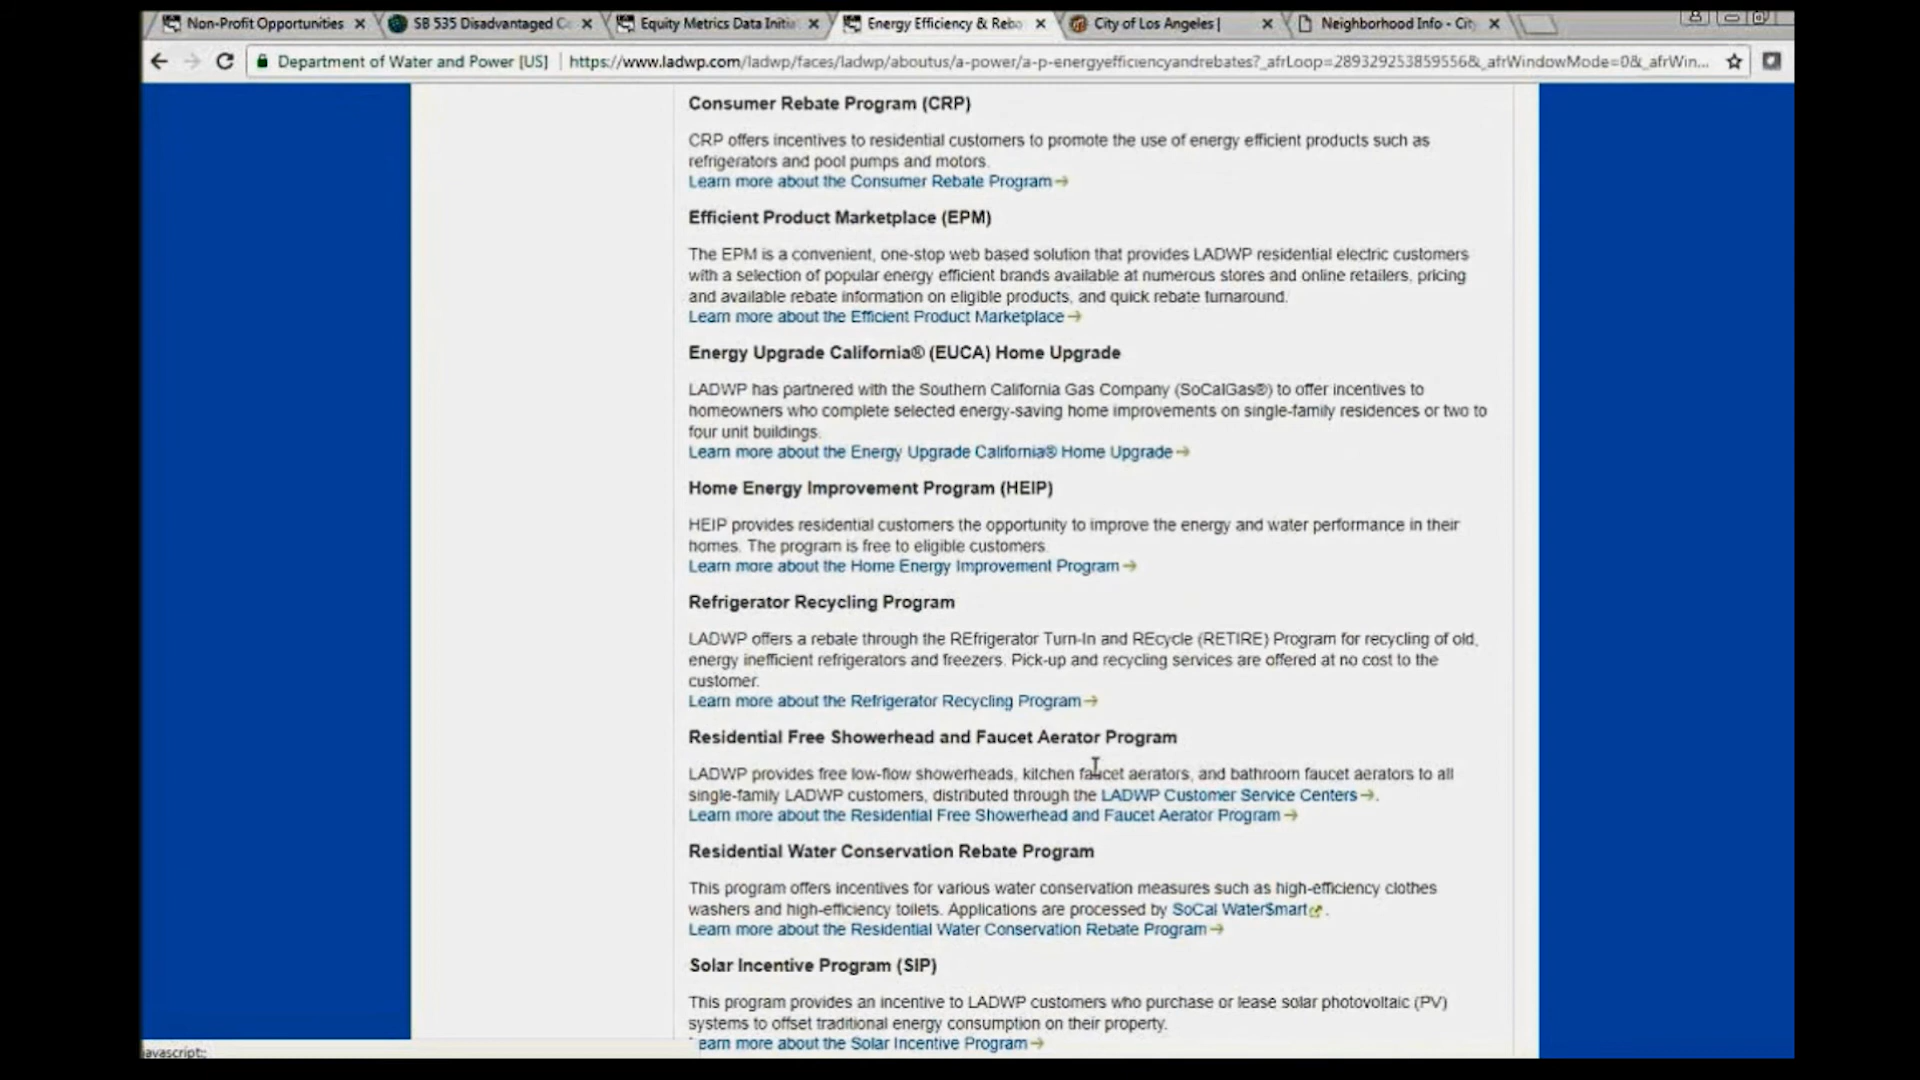 Non-Profit Opportunities
SB 535 Disadvantaged C
Equity Metrics Data Initia
Energy Efficiency & Reba
City of Los Angeles |
Neighborhood Info - City
Department of Water and Power [US] | https://www.ladwp.com/ladwp/faces/ladwp/aboutus/a-power/a-p-energyefficiencyandrebates?_afrLoop=289329253859556&_afrWindowMode=0&_afrWin...
Consumer Rebate Program (CRP)
CRP offers incentives to residential customers to promote the use of energy efficient products such as
refrigerators and pool pumps and motors.
Learn more about the Consumer Rebate Program
Efficient Product Marketplace (EPM)
The EPM is a convenient, one-stop web based solution that provides LADWP residential electric customers
with a selection of popular energy efficient brands available at numerous stores and online retailers, pricing
and available rebate information on eligible products, and quick rebate turnaround.
Learn more about the Efficient Product Marketplace
Energy Upgrade California® (EUCA) Home Upgrade
LADWP has partnered with the Southern California Gas Company (SoCalGas®) to offer incentives to
homeowners who complete selected energy-saving home improvements on single-family residences or two to
four unit buildings.
Learn more about the Energy Upgrade California® Home Upgrade
Home Energy Improvement Program (HEIP)
HEIP provides residential customers the opportunity to improve the energy and water performance in their
homes. The program is free to eligible customers.
Learn more about the Home Energy Improvement Program
Refrigerator Recycling Program
LADWP offers a rebate through the REfrigerator Turn-In and REcycle (RETIRE) Program for recycling of old,
energy inefficient refrigerators and freezers. Pick-up and recycling services are offered at no cost to the
customer.
Learn more about the Refrigerator Recycling Program
Residential Free Showerhead and Faucet Aerator Program
LADWP provides free low-flow showerheads, kitchen faucet aerators, and bathroom faucet aerators to all
single-family LADWP customers, distributed through the LADWP Customer Service Centers.
Learn more about the Residential Free Showerhead and Faucet Aerator Program
Residential Water Conservation Rebate Program
This program offers incentives for various water conservation measures such as high-efficiency clothes
washers and high-efficiency toilets. Applications are processed by SoCal Water$mart.
Learn more about the Residential Water Conservation Rebate Program
Solar Incentive Program (SIP)
This program provides an incentive to LADWP customers who purchase or lease solar photovoltaic (PV)
systems to offset traditional energy consumption on their property.
earn more about the Solar Incentive Program
javascript:;